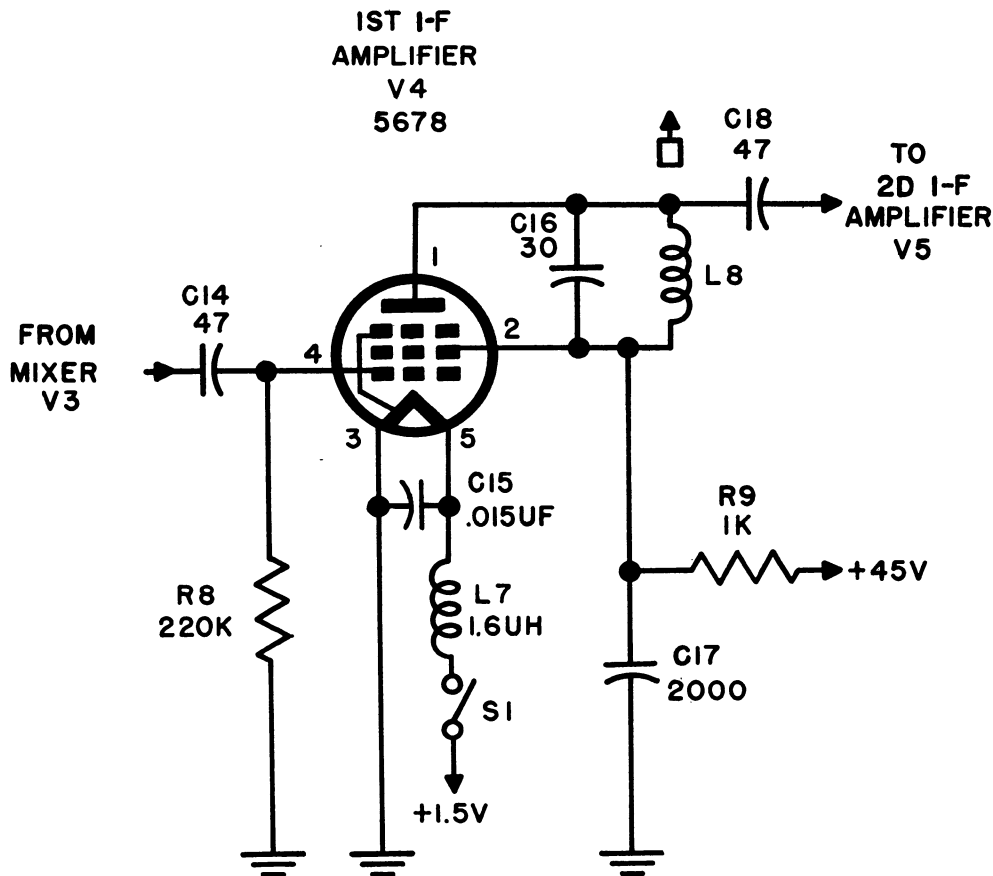 1ST I-F
AMPLIFIER
V4
5678
C18
47
TO
2D I-F
AMPLIFIER
V5
C16
30
L8
1
C14
47
FROM
MIXER
V3
4
2
3
5
C15
.015UF
R9
1K
+45V
R8
220K
L7
1.6UH
C17
2000
S1
+1.5V